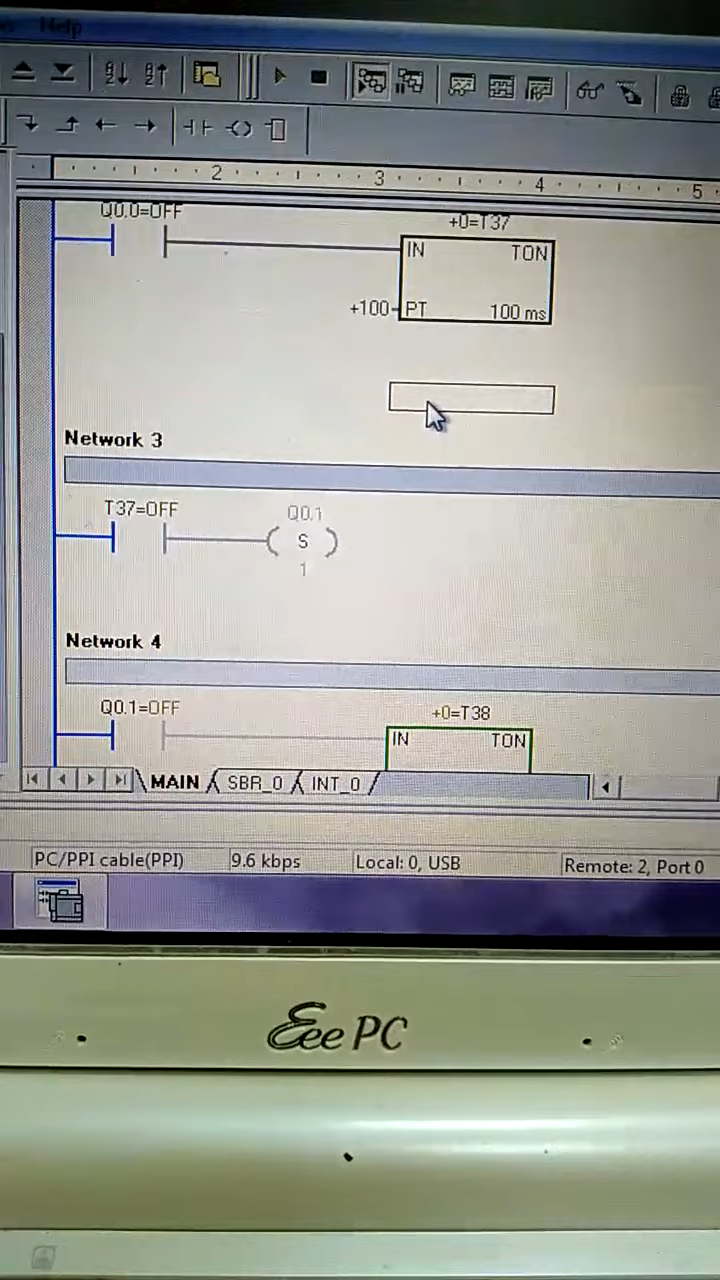 Help
2 3 4 5
Q0.0=OFF
+0=T37
IN TON
+100 PT 100 ms
Network 3
T37=OFF
Q0.1
S
1
Network 4
Q0.1=OFF
+0=T38
IN TON
MAIN SBR_0 INT_0
PC/PPI cable(PPI) 9.6 kbps Local: 0, USB Remote: 2, Port 0
Eee PC